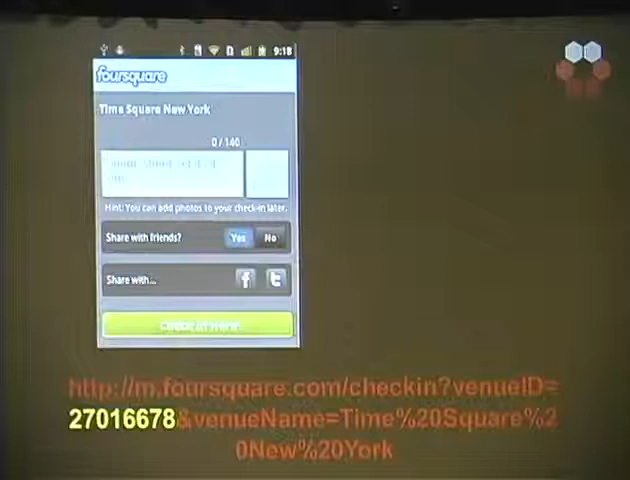 9:18
foursquare
Time Square New York
0 / 140
Hint: You can add photos to your check-in later.
Share with friends?
Yes
No
Share with...
http://m.foursquare.com/checkin?venueID=
27016678&venueName=Time%20Square%2
0New%20York